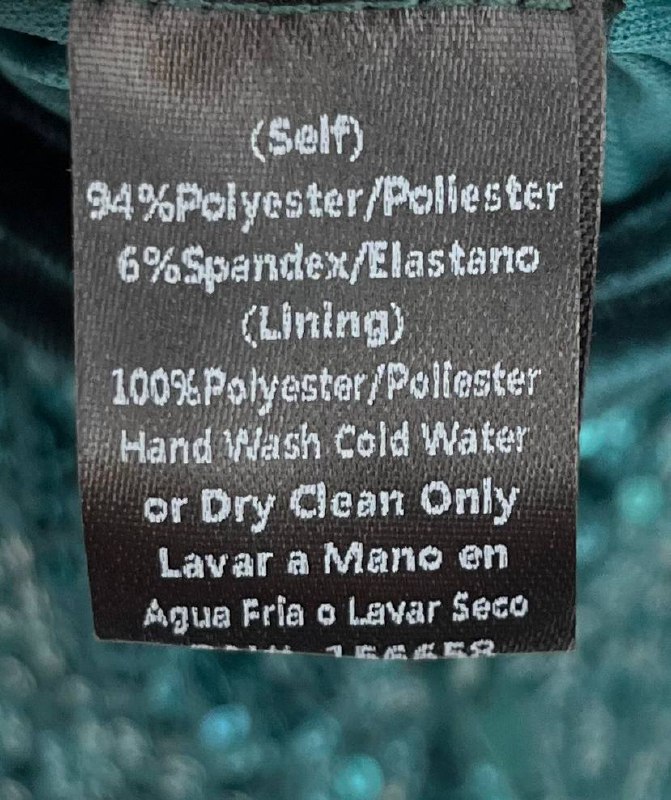 (Self)
94%Polyester/Poliester
6%Spandex/Elastano
(Lining)
100%Polyester/Poliester
Hand Wash Cold Water
or Dry Clean Only
Lavar a Mano en
Agua Fria o Lavar Seco